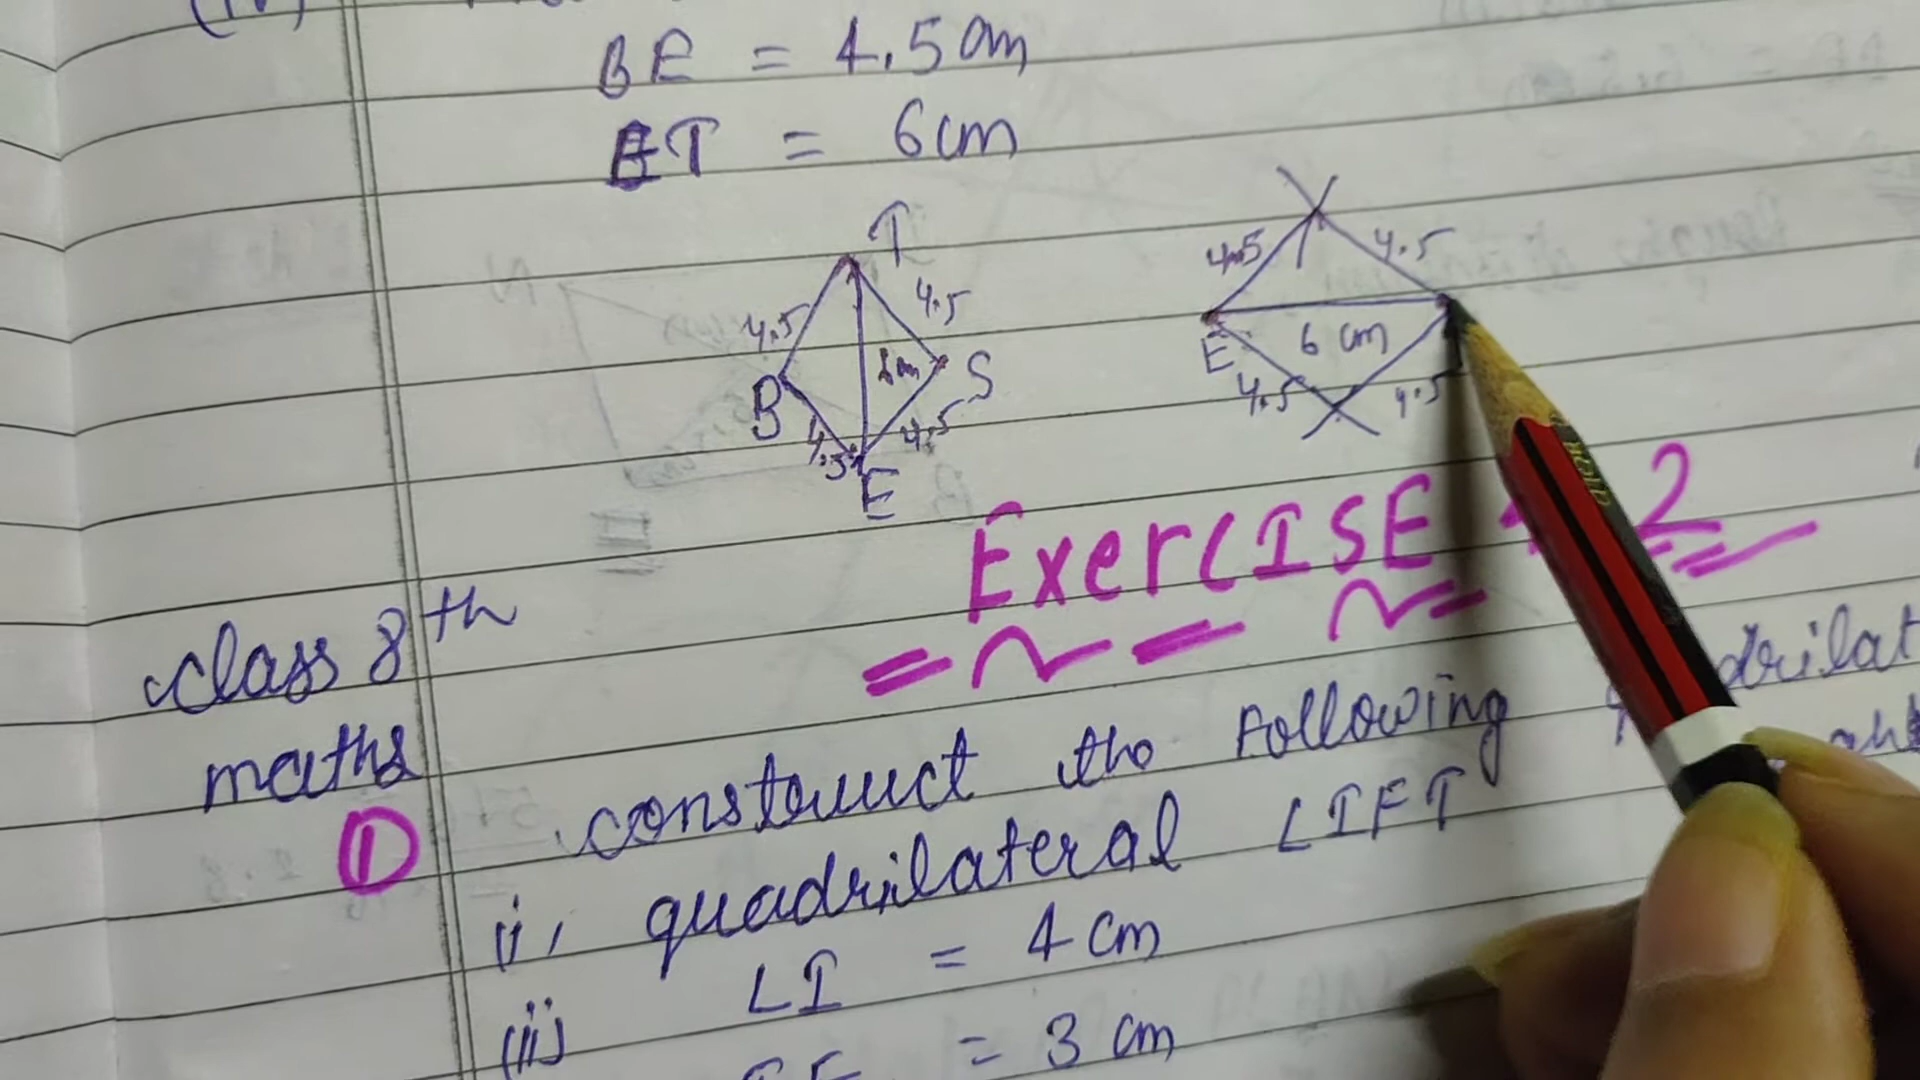 BE = 4.5 cm
ET = 6 cm
T
4.5
4.5
B
S
4.5
4.5
E
4.5
4.5
E
6 cm
4.5
4.5
ExercISE 2
class 8th
maths
① construct the Following
(i), quadrilateral LIFT
(ii) LI = 4 cm
= 3 cm